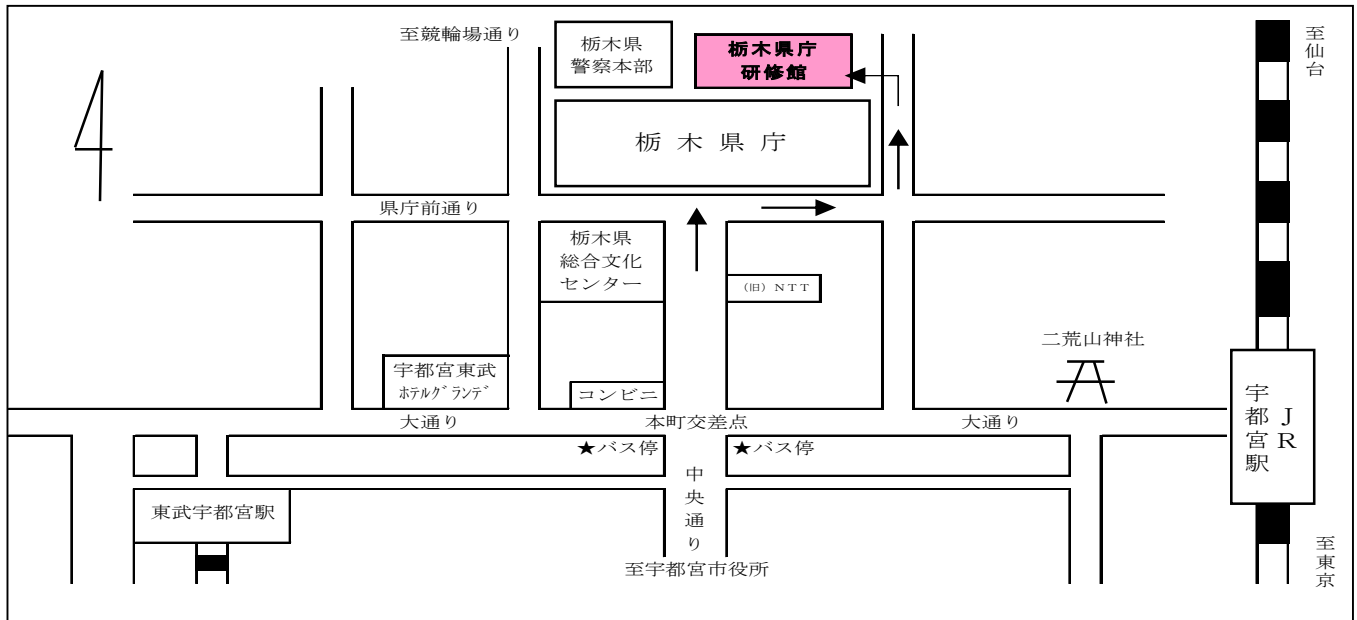 至競輪場通り
栃木県
警察本部
栃木県庁
研修館
至仙台
栃木県庁
県庁前通り
栃木県
総合文化
センター
(旧)NTT
二荒山神社
宇都宮東武
ホテルグランデ
コンビニ
大通り
本町交差点
大通り
JR
宇都宮駅
★バス停
★バス停
中央通り
東武宇都宮駅
至宇都宮市役所
至東京